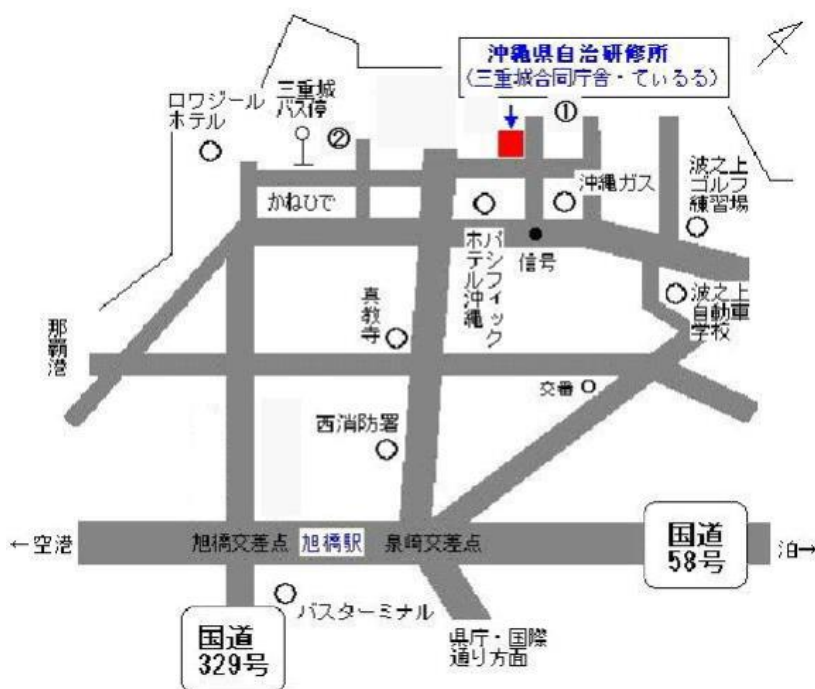 沖縄県自治研修所
(三重城合同庁舎・てぃるる)
三重城
バス停
ロワジール
ホテル
①
②
かねひで
沖縄ガス
波之上
ゴルフ
練習場
パシフィック
ホテル沖縄
信号
波之上
自動車
学校
真教寺
那覇港
交番
西消防署
←空港
旭橋交差点
旭橋駅
泉崎交差点
国道
58号
泊→
バスターミナル
国道
329号
県庁・国際
通り方面